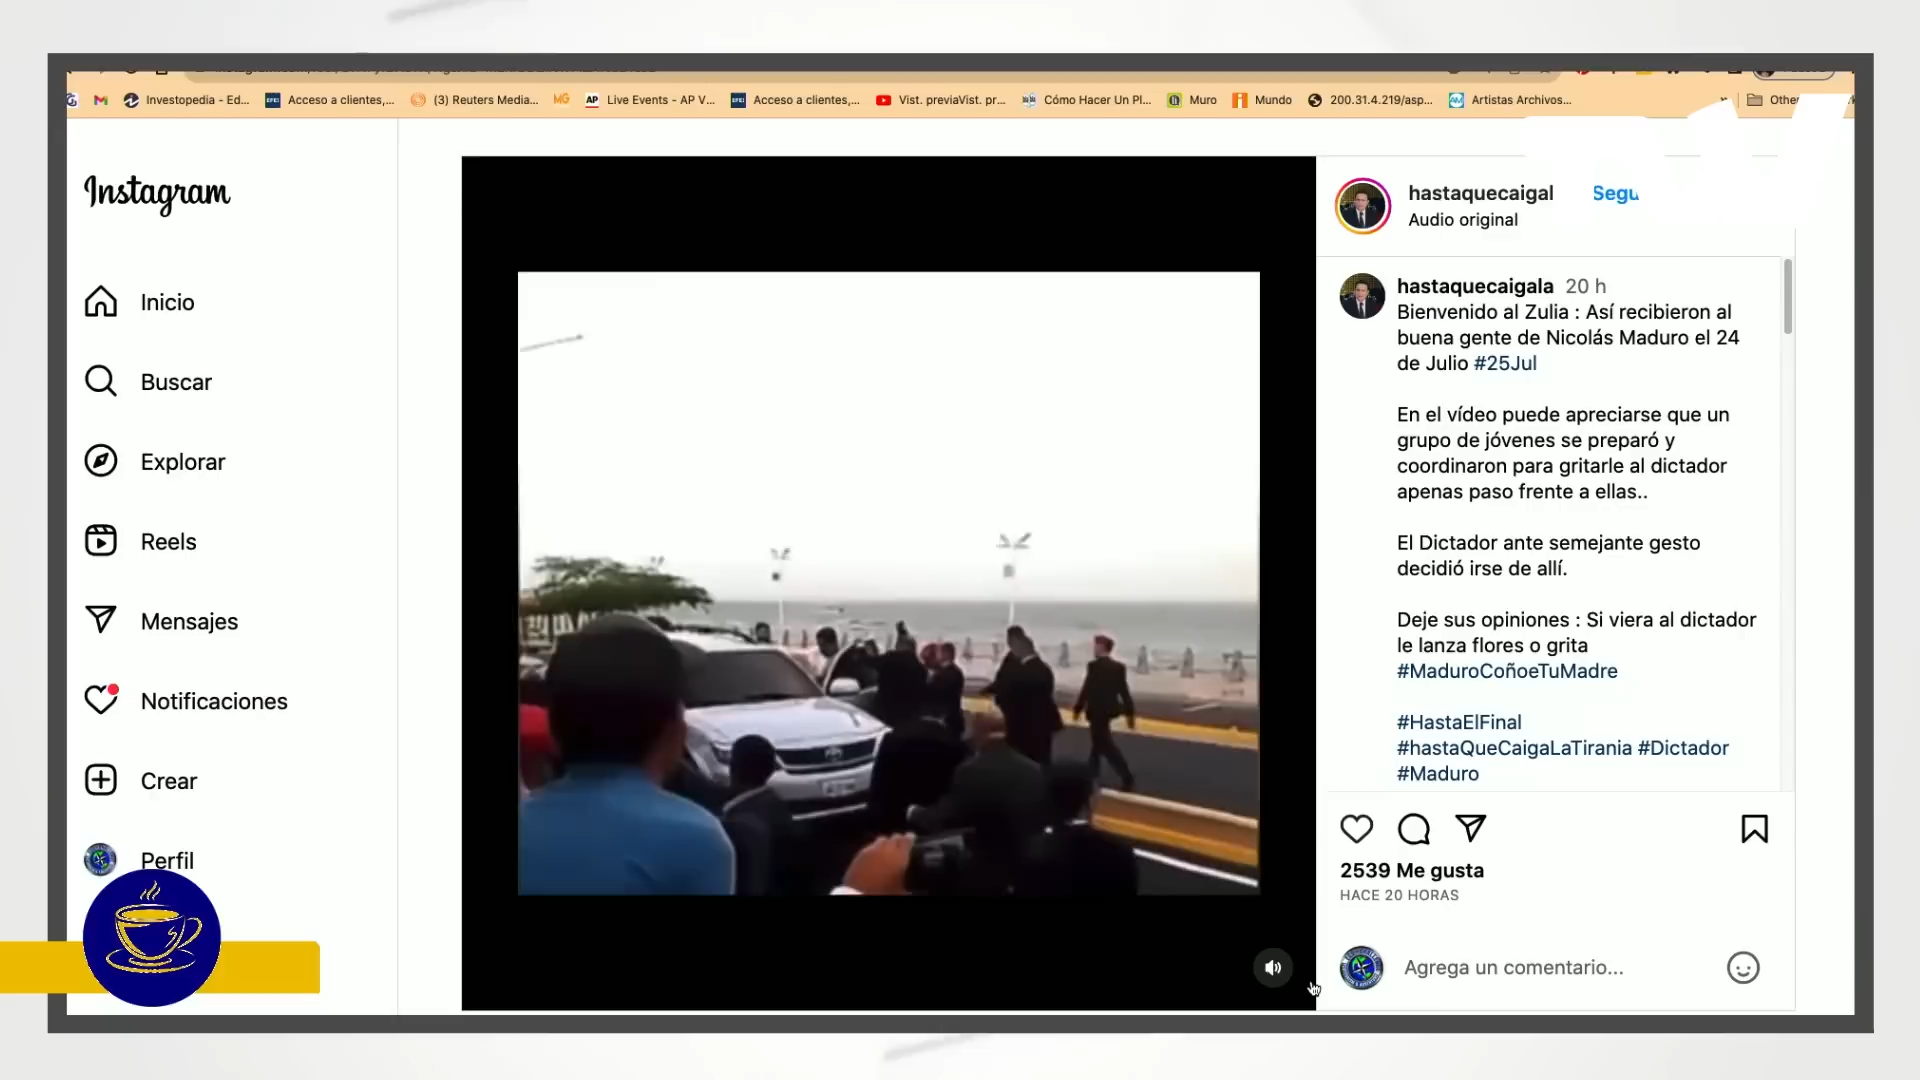 Investopedia - Ed...
Acceso a clientes,...
(3) Reuters Media...
MG
AP
Live Events - AP V...
Acceso a clientes,...
Vist. previaVist. pr...
Cómo Hacer Un Pl...
Muro
Mundo
200.31.4.219/asp...
Artistas Archivos...
Instagram
Inicio
Buscar
Explorar
Reels
Mensajes
Notificaciones
Crear
Perfil
hastaquecaigal
Segu
Audio original
hastaquecaigala 20 h
Bienvenido al Zulia : Así recibieron al
buena gente de Nicolás Maduro el 24
de Julio #25Jul
En el vídeo puede apreciarse que un
grupo de jóvenes se preparó y
coordinaron para gritarle al dictador
apenas paso frente a ellas..
El Dictador ante semejante gesto
decidió irse de allí.
Deje sus opiniones : Si viera al dictador
le lanza flores o grita
#MaduroCoñoeTuMadre
#HastaElFinal
#hastaQueCaigaLaTirania #Dictador
#Maduro
2539 Me gusta
HACE 20 HORAS
Agrega un comentario...